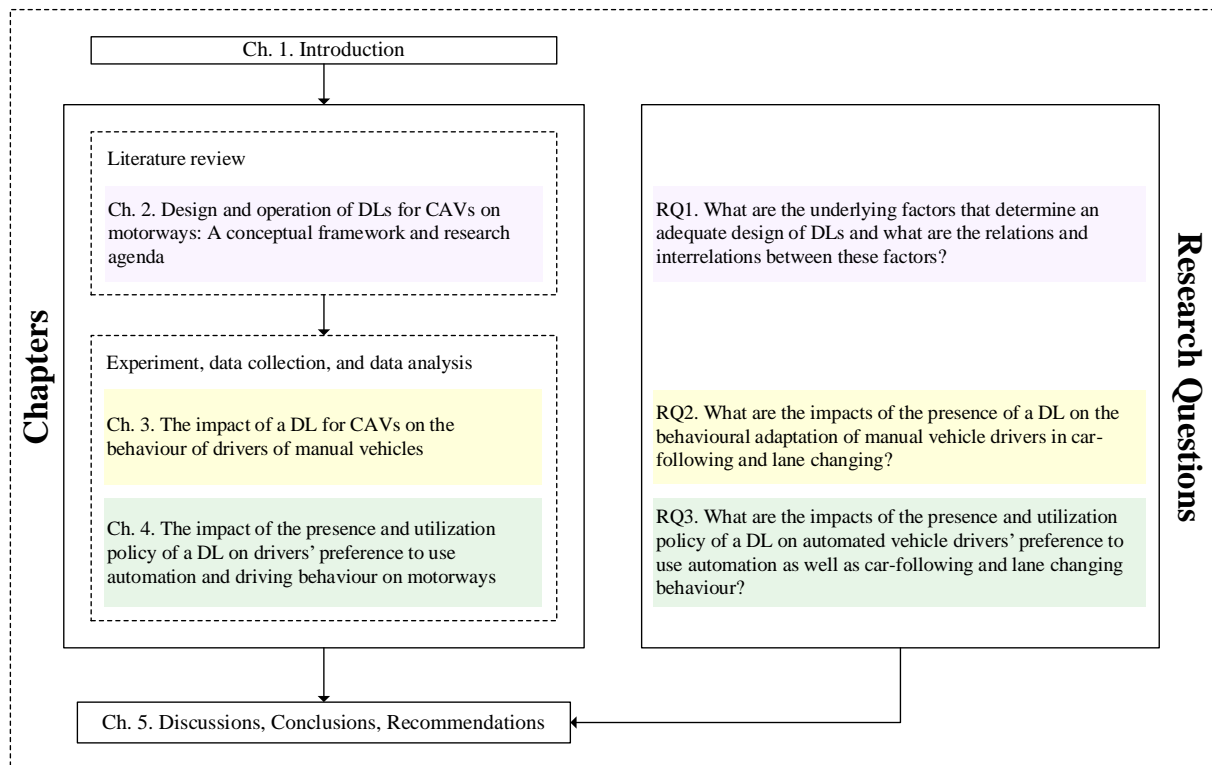 Ch. 1. Introduction
Chapters
Literature review
Ch. 2. Design and operation of DLs for CAVs on
motorways: A conceptual framework and research
agenda
Experiment, data collection, and data analysis
Ch. 3. The impact of a DL for CAVs on the
behaviour of drivers of manual vehicles
Ch. 4. The impact of the presence and utilization
policy of a DL on drivers’ preference to use
automation and driving behaviour on motorways
RQ1. What are the underlying factors that determine an
adequate design of DLs and what are the relations and
interrelations between these factors?
RQ2. What are the impacts of the presence of a DL on the
behavioural adaptation of manual vehicle drivers in car-
following and lane changing?
RQ3. What are the impacts of the presence and utilization
policy of a DL on automated vehicle drivers’ preference to
use automation as well as car-following and lane changing
behaviour?
Research Questions
Ch. 5. Discussions, Conclusions, Recommendations